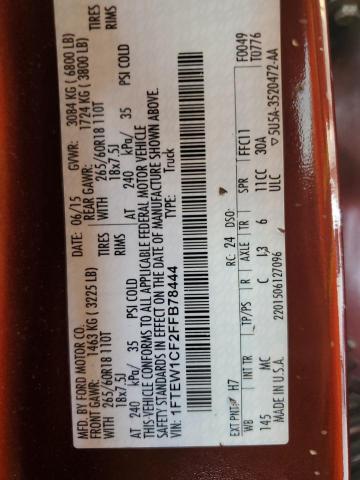 MFD. BY FORD MOTOR CO.
DATE: 06/15 GVWR: 3084 KG (6800 LB)
FRONT GAWR: 1463 KG (3225 LB) REAR GAWR: 1724 KG (3800 LB)
WITH 265/60R18 110T TIRES WITH 265/60R18 110T TIRES
18x7.5J RIMS 18x7.5J RIMS
AT 240 kPa/ 35 PSI COLD AT 240 kPa/ 35 PSI COLD
THIS VEHICLE CONFORMS TO ALL APPLICABLE FEDERAL MOTOR VEHICLE
SAFETY STANDARDS IN EFFECT ON THE DATE OF MANUFACTURE SHOWN ABOVE.
VIN: 1FTEW1CF2FFB78444
TYPE: Truck
F0049
T0776
EXT PNT: H7 RC: 24 DSO: FFC11
WB INT TR TP/PS R AXLE TR SPR 30A
145 MC C L3 6 11CC ULC
MADE IN U.S.A. 2201506127096 5U5A-3520472-AA